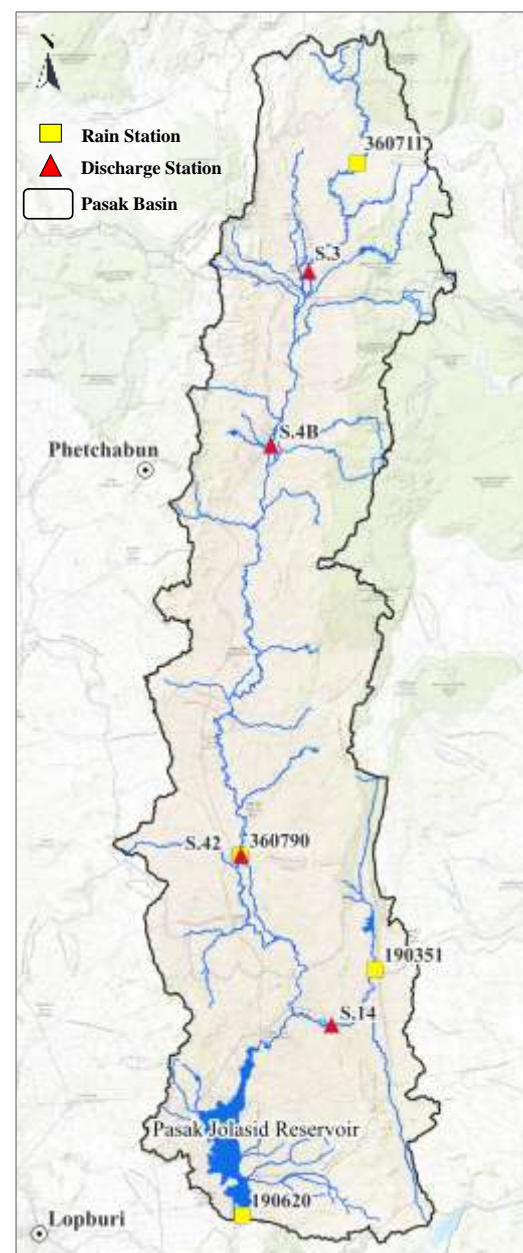 Rain Station
Discharge Station
Pasak Basin
360711
S.3
S.4B
Phetchabun
S.42
360790
190351
S.14
Pasak Jolasid Reservoir
190620
Lopburi